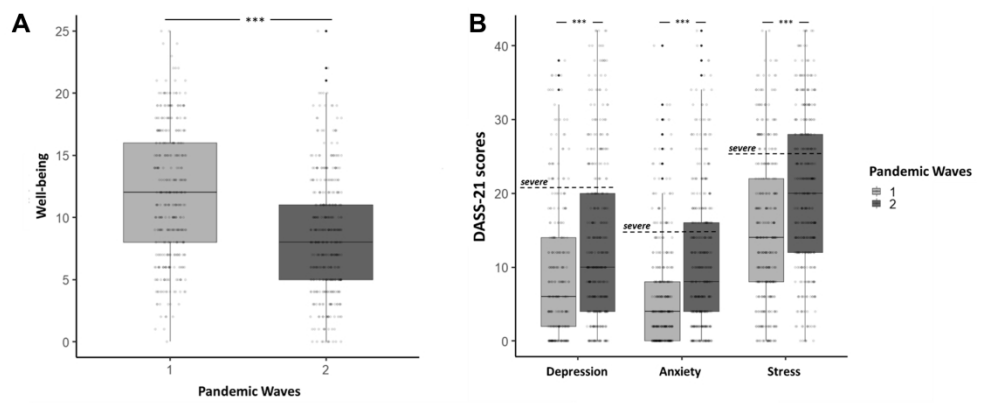 A
***
Well-being
25
20
15
10
5
0
1 2
Pandemic Waves
B
*** *** ***
DASS-21 scores
40
30
20
10
0
severe
severe
severe
Depression Anxiety Stress
Pandemic Waves
1
2